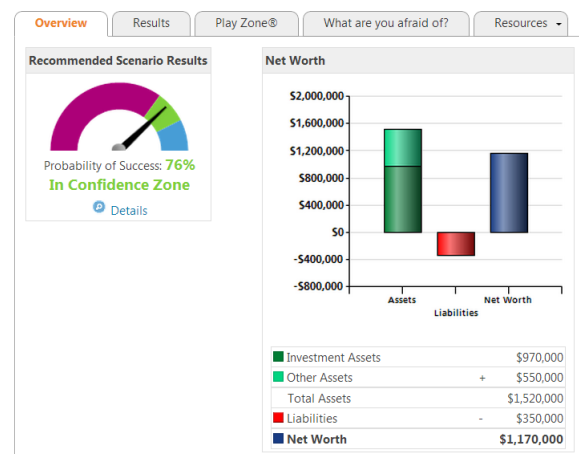 Overview Results Play Zone® What are you afraid of? Resources
Recommended Scenario Results
Probability of Success: 76%
In Confidence Zone
Details
Net Worth
$2,000,000
$1,600,000
$1,200,000
$800,000
$400,000
$0
-$400,000
-$800,000
Assets
Liabilities
Net Worth
Investment Assets $970,000
Other Assets + $550,000
Total Assets $1,520,000
Liabilities - $350,000
Net Worth $1,170,000